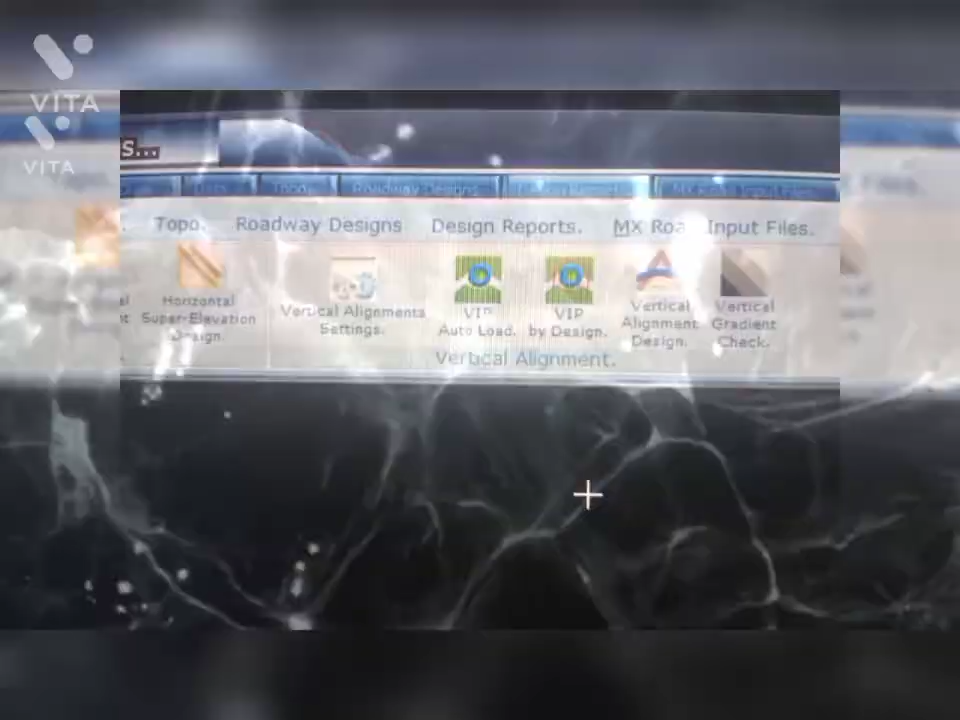 VITA
VITA
s...
Topo. Roadway Designs Design Reports. MX Roa Input Files.
Horizontal Super-Elevation Design.
Vertical Alignments Settings.
VIP Auto Load.
VIP by Design.
Vertical Alignment Design.
Vertical Gradient Check.
Vertical Alignment.